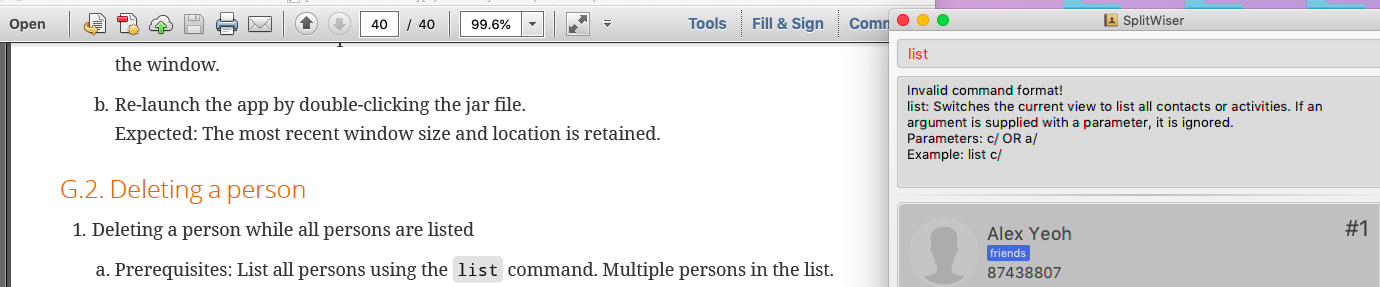 Open
40 / 40
99.6%
Tools
Fill & Sign
Comm
the window.
b. Re-launch the app by double-clicking the jar file.
Expected: The most recent window size and location is retained.
G.2. Deleting a person
1. Deleting a person while all persons are listed
a. Prerequisites: List all persons using the list command. Multiple persons in the list.
SplitWiser
list
Invalid command format!
list: Switches the current view to list all contacts or activities. If an
argument is supplied with a parameter, it is ignored.
Parameters: c/ OR a/
Example: list c/
Alex Yeoh
#1
friends
87438807